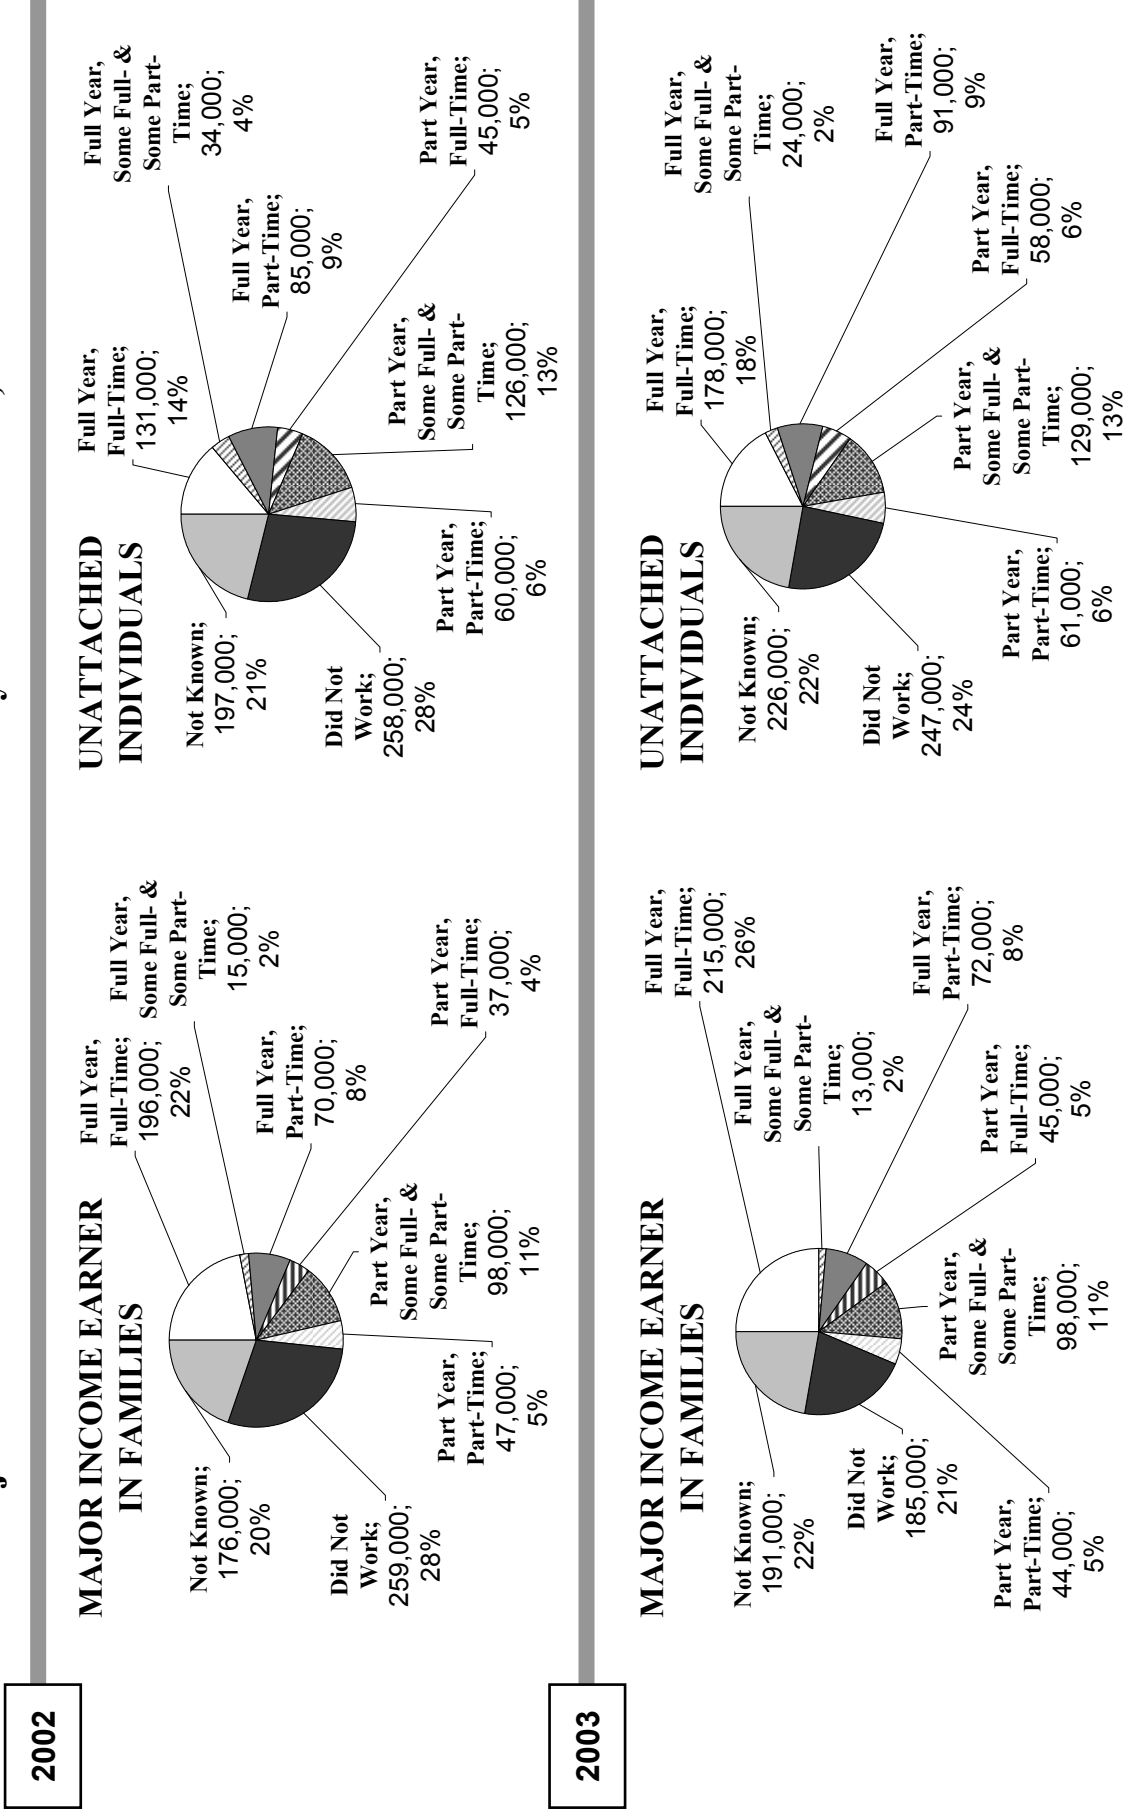 2002
MAJOR INCOME EARNER
IN FAMILIES
Full Year,
Full-Time;
196,000;
22%
Full Year,
Some Full- &
Some Part-
Time;
15,000;
2%
Full Year,
Part-Time;
70,000;
8%
Part Year,
Full-Time;
37,000;
4%
Part Year,
Some Full- &
Some Part-
Time;
98,000;
11%
Part Year,
Part-Time;
47,000;
5%
Did Not
Work;
259,000;
28%
Not Known;
176,000;
20%
UNATTACHED
INDIVIDUALS
Full Year,
Full-Time;
131,000;
14%
Full Year,
Some Full- &
Some Part-
Time;
34,000;
4%
Full Year,
Part-Time;
85,000;
9%
Part Year,
Full-Time;
45,000;
5%
Part Year,
Some Full- &
Some Part-
Time;
126,000;
13%
Part Year,
Part-Time;
60,000;
6%
Did Not
Work;
258,000;
28%
Not Known;
197,000;
21%
2003
MAJOR INCOME EARNER
IN FAMILIES
Full Year,
Full-Time;
215,000;
26%
Full Year,
Some Full- &
Some Part-
Time;
13,000;
2%
Full Year,
Part-Time;
72,000;
8%
Part Year,
Full-Time;
45,000;
5%
Part Year,
Some Full- &
Some Part-
Time;
98,000;
11%
Part Year,
Part-Time;
44,000;
5%
Did Not
Work;
185,000;
21%
Not Known;
191,000;
22%
UNATTACHED
INDIVIDUALS
Full Year,
Full-Time;
178,000;
18%
Full Year,
Some Full- &
Some Part-
Time;
24,000;
2%
Full Year,
Part-Time;
91,000;
9%
Part Year,
Full-Time;
58,000;
6%
Part Year,
Some Full- &
Some Part-
Time;
129,000;
13%
Part Year,
Part-Time;
61,000;
6%
Did Not
Work;
247,000;
24%
Not Known;
226,000;
22%